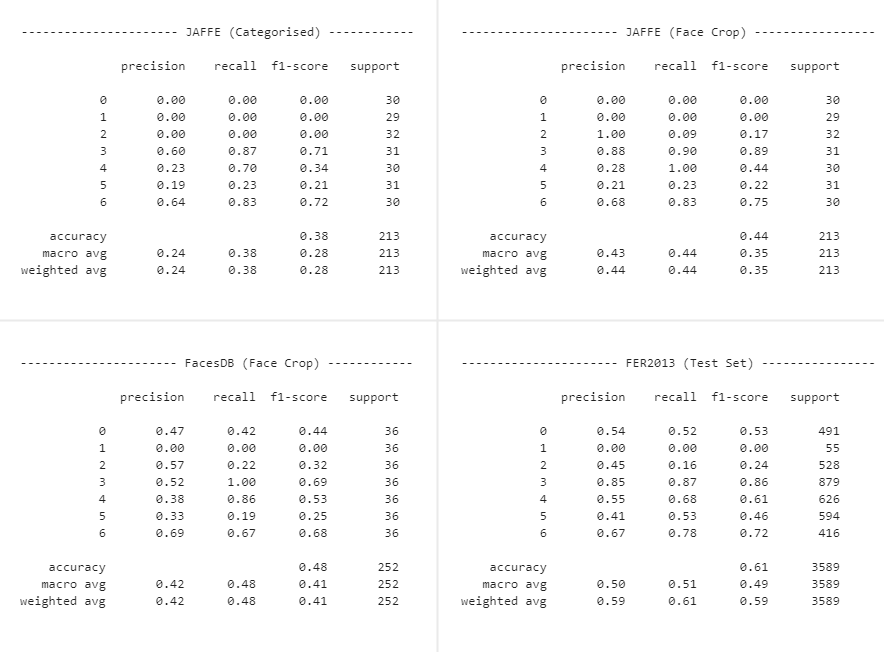 ---------------------- JAFFE (Categorised) ------------
precision recall f1-score support
0 0.00 0.00 0.00 30
1 0.00 0.00 0.00 29
2 0.00 0.00 0.00 32
3 0.60 0.87 0.71 31
4 0.23 0.70 0.34 30
5 0.19 0.23 0.21 31
6 0.64 0.83 0.72 30
accuracy 0.38 213
macro avg 0.24 0.38 0.28 213
weighted avg 0.24 0.38 0.28 213
---------------------- JAFFE (Face Crop) -----------------
precision recall f1-score support
0 0.00 0.00 0.00 30
1 0.00 0.00 0.00 29
2 1.00 0.09 0.17 32
3 0.88 0.90 0.89 31
4 0.28 1.00 0.44 30
5 0.21 0.23 0.22 31
6 0.68 0.83 0.75 30
accuracy 0.44 213
macro avg 0.43 0.44 0.35 213
weighted avg 0.44 0.44 0.35 213
---------------------- FacesDB (Face Crop) ------------
precision recall f1-score support
0 0.47 0.42 0.44 36
1 0.00 0.00 0.00 36
2 0.57 0.22 0.32 36
3 0.52 1.00 0.69 36
4 0.38 0.86 0.53 36
5 0.33 0.19 0.25 36
6 0.69 0.67 0.68 36
accuracy 0.48 252
macro avg 0.42 0.48 0.41 252
weighted avg 0.42 0.48 0.41 252
---------------------- FER2013 (Test Set) ----------------
precision recall f1-score support
0 0.54 0.52 0.53 491
1 0.00 0.00 0.00 55
2 0.45 0.16 0.24 528
3 0.85 0.87 0.86 879
4 0.55 0.68 0.61 626
5 0.41 0.53 0.46 594
6 0.67 0.78 0.72 416
accuracy 0.61 3589
macro avg 0.50 0.51 0.49 3589
weighted avg 0.59 0.61 0.59 3589